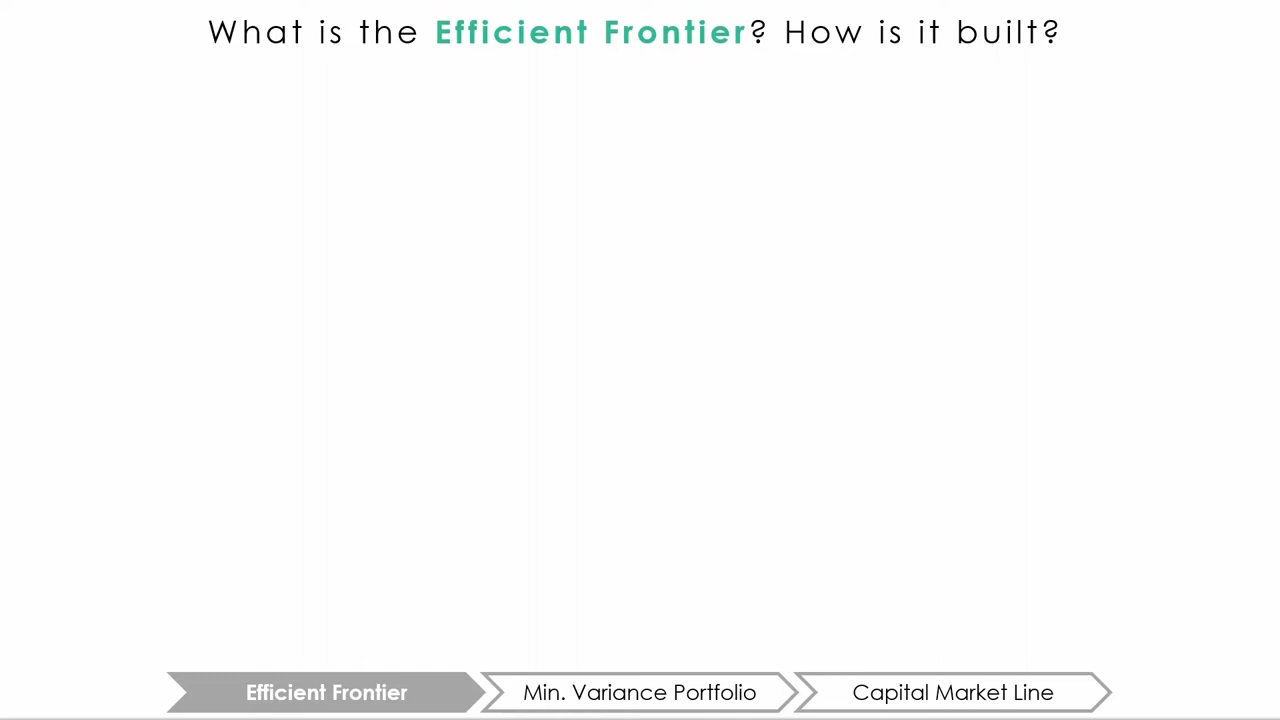 What is the Efficient Frontier? How is it built?
Efficient Frontier
Min. Variance Portfolio
Capital Market Line